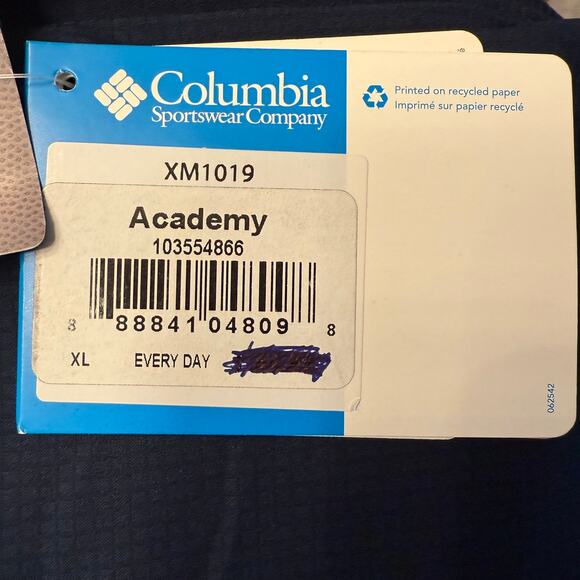 Columbia
Sportswear Company
Printed on recycled paper
Imprimé sur papier recyclé
XM1019
Academy
103554866
8 88841 04809 8
XL EVERY DAY
062542